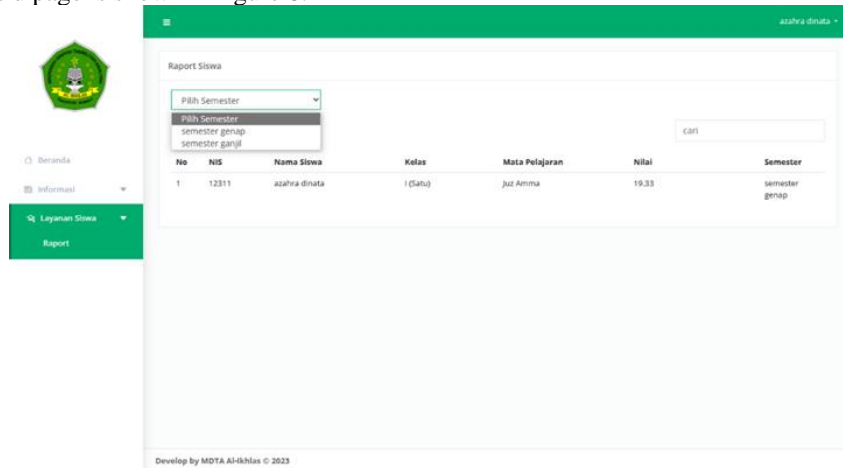 azahra dinata
Raport Siswa
Pilih Semester
Pilih Semester
semester genap
semester ganjil
cari
Beranda
Informasi
Layanan Siswa
Raport
No NIS Nama Siswa Kelas Mata Pelajaran Nilai Semester
1 12311 azahra dinata I (Satu) Juz Amma 19.33 semester
genap
Develop by MDTA Al-Ikhlas © 2023